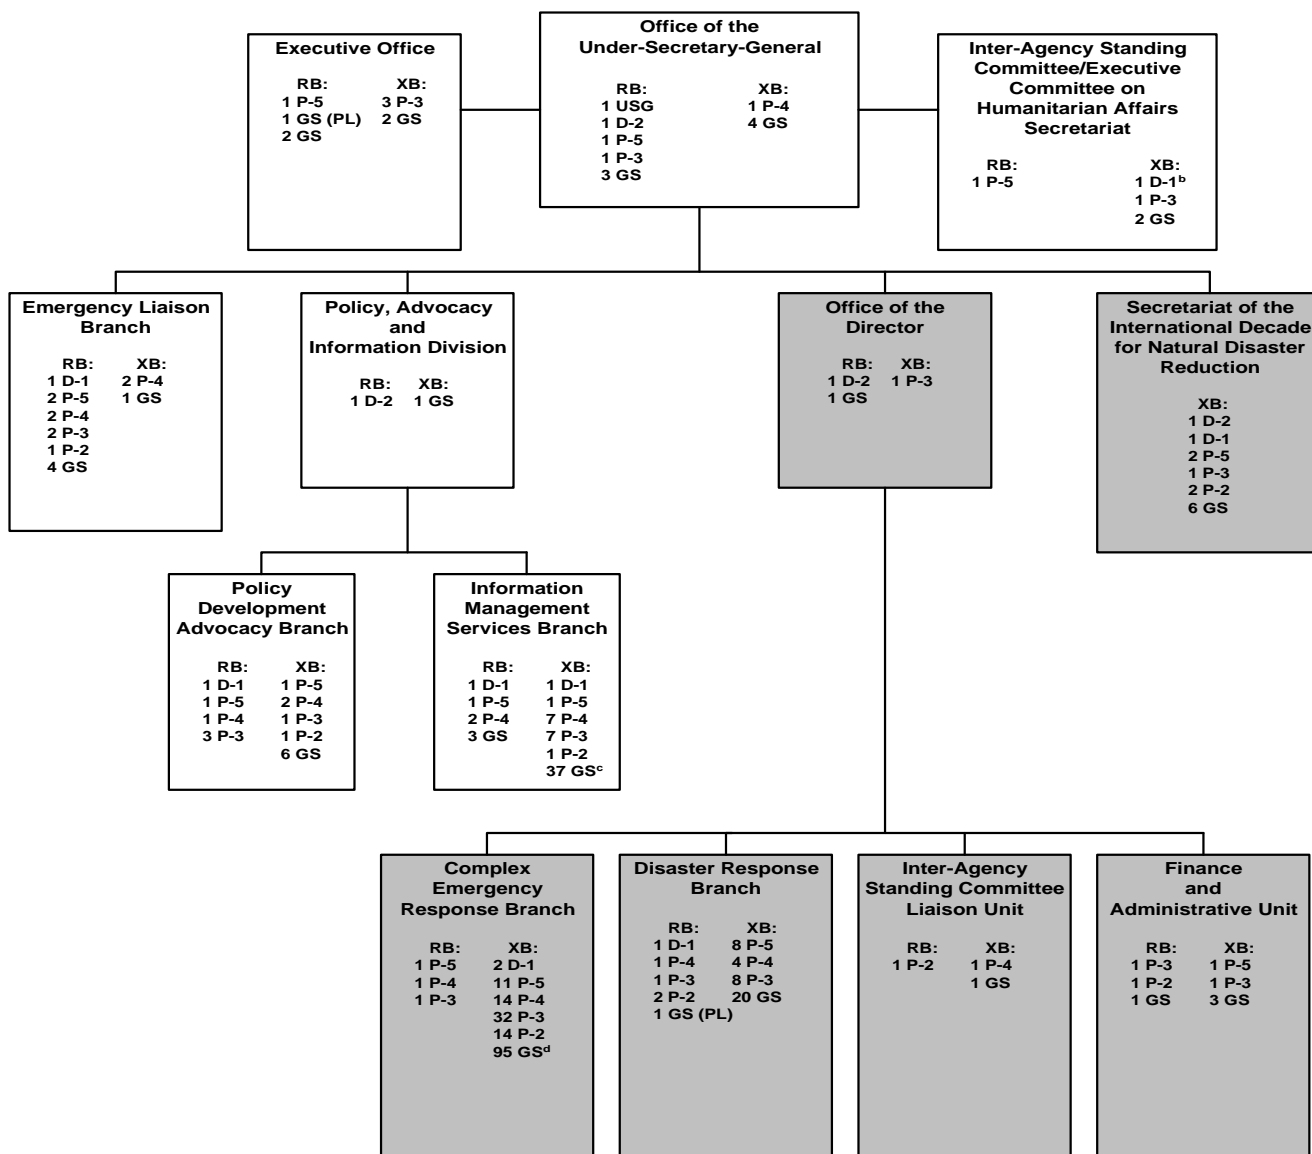 Executive Office
RB:
1 P-5
1 GS (PL)
2 GS
XB:
3 P-3
2 GS
Office of the
Under-Secretary-General
RB:
1 USG
1 D-2
1 P-5
1 P-3
3 GS
XB:
1 P-4
4 GS
Inter-Agency Standing
Committee/Executive
Committee on
Humanitarian Affairs
Secretariat
RB:
1 P-5
XB:
1 D-1ᵇ
1 P-3
2 GS
Emergency Liaison
Branch
RB:
1 D-1
2 P-5
2 P-4
2 P-3
1 P-2
4 GS
XB:
2 P-4
1 GS
Policy, Advocacy
and
Information Division
RB:
1 D-2
XB:
1 GS
Office of the
Director
RB:
1 D-2
1 GS
XB:
1 P-3
Secretariat of the
International Decade
for Natural Disaster
Reduction
XB:
1 D-2
1 D-1
2 P-5
1 P-3
2 P-2
6 GS
Policy
Development
Advocacy Branch
RB:
1 D-1
1 P-5
1 P-4
3 P-3
XB:
1 P-5
2 P-4
1 P-3
1 P-2
6 GS
Information
Management
Services Branch
RB:
1 D-1
1 P-5
2 P-4
3 GS
XB:
1 D-1
1 P-5
7 P-4
7 P-3
1 P-2
37 GSᶜ
Complex
Emergency
Response Branch
RB:
1 P-5
1 P-4
1 P-3
XB:
2 D-1
11 P-5
14 P-4
32 P-3
14 P-2
95 GSᵈ
Disaster Response
Branch
RB:
1 D-1
1 P-4
1 P-3
2 P-2
1 GS (PL)
XB:
8 P-5
4 P-4
8 P-3
20 GS
Inter-Agency
Standing Committee
Liaison Unit
RB:
1 P-2
XB:
1 P-4
1 GS
Finance
and
Administrative Unit
RB:
1 P-3
1 P-2
1 GS
XB:
1 P-5
1 P-3
3 GS